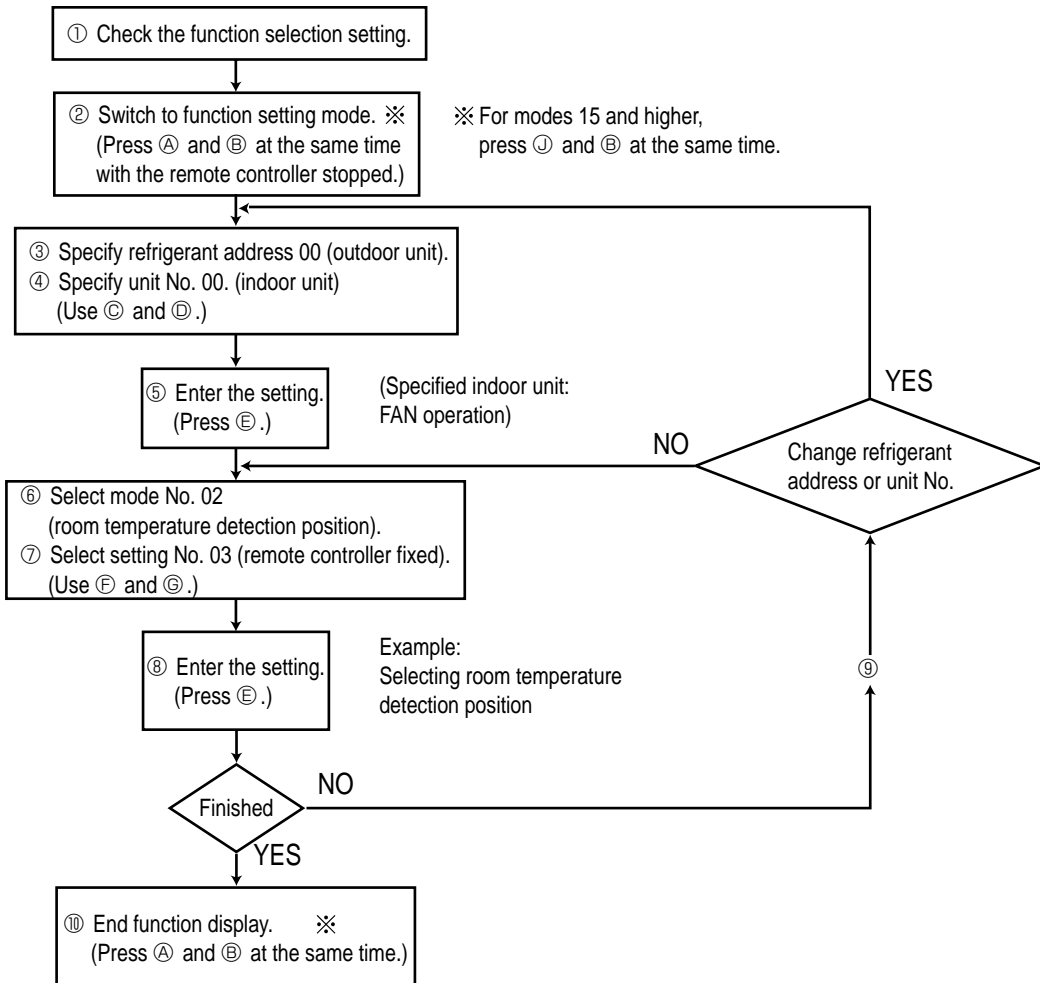 ① Check the function selection setting.
② Switch to function setting mode. ※
(Press Ⓐ and Ⓑ at the same time
with the remote controller stopped.)
※ For modes 15 and higher,
press Ⓙ and Ⓑ at the same time.
③ Specify refrigerant address 00 (outdoor unit).
④ Specify unit No. 00. (indoor unit)
(Use Ⓒ and Ⓓ.)
⑤ Enter the setting.
(Press Ⓔ.)
(Specified indoor unit:
FAN operation)
YES
NO
Change refrigerant
address or unit No.
⑥ Select mode No. 02
(room temperature detection position).
⑦ Select setting No. 03 (remote controller fixed).
(Use Ⓕ and Ⓖ.)
⑧ Enter the setting.
(Press Ⓔ.)
Example:
Selecting room temperature
detection position
⑨
Finished
NO
YES
⑩ End function display. ※
(Press Ⓐ and Ⓑ at the same time.)